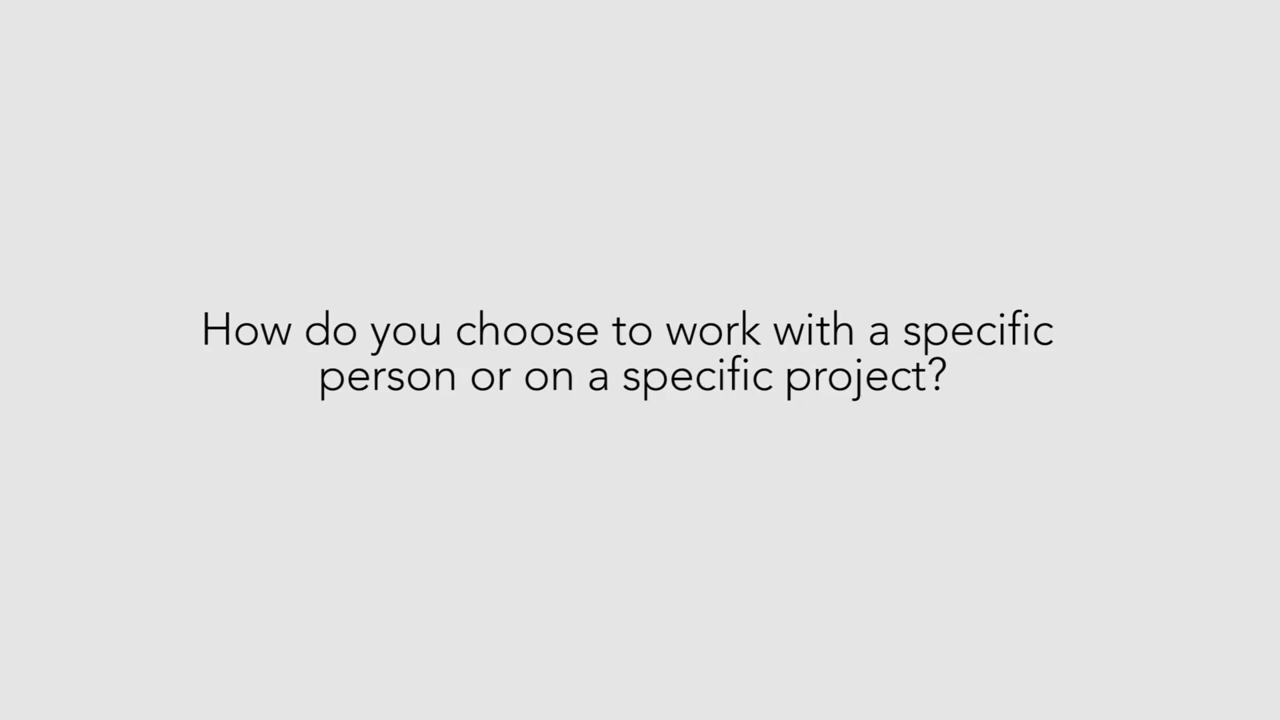 How do you choose to work with a specific
person or on a specific project?